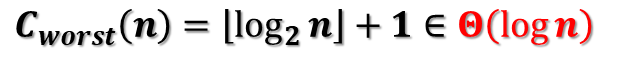 C_worst(n) = ⌊log₂ n⌋ + 1 ∈ Θ(log n)